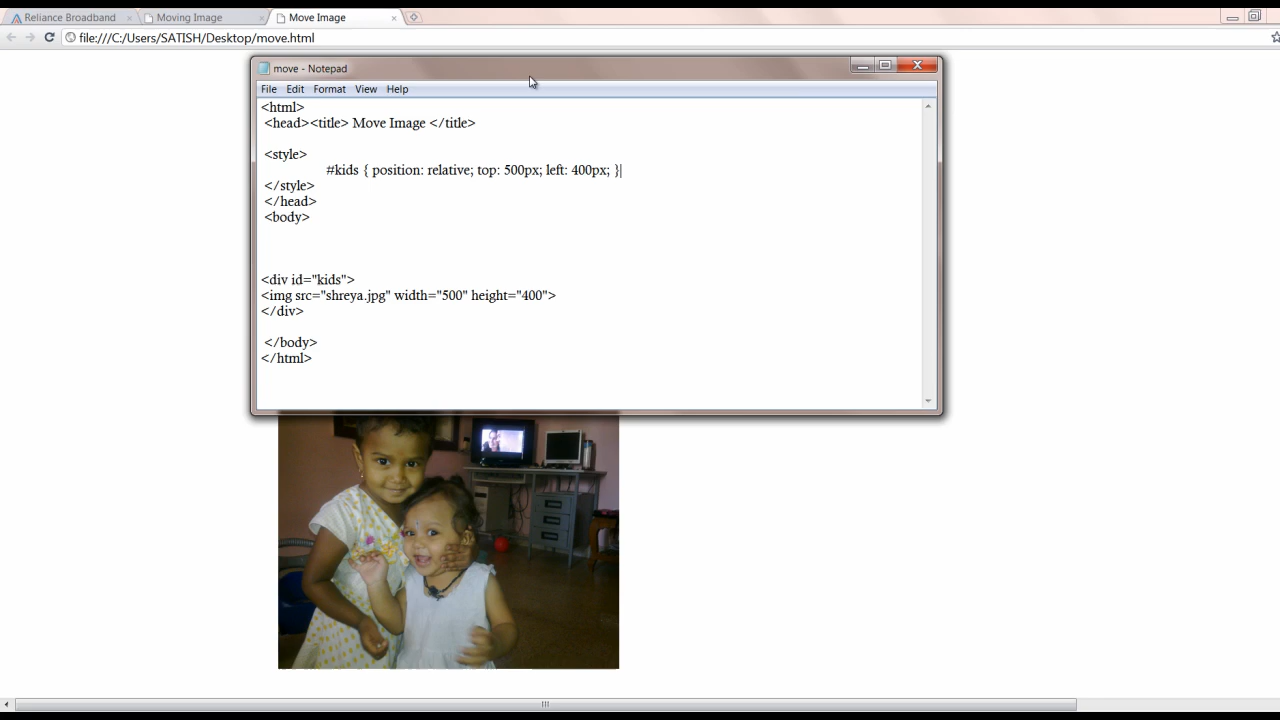 Reliance Broadband
Moving Image
Move Image
file:///C:/Users/SATISH/Desktop/move.html
move - Notepad
File Edit Format View Help
<html>
<head><title> Move Image </title>
<style>
#kids { position: relative; top: 500px; left: 400px; }
</style>
</head>
<body>
<div id="kids">
<img src="shreya.jpg" width="500" height="400">
</div>
</body>
</html>